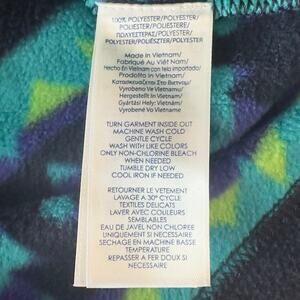 100% POLYESTER/POLYESTER/
POLIESTER/POLIESTERE/
ΠΟΛΥΕΣΤΕΡΑΣ/POLYESTER/
POLYESTER/POLIÉSZTER/POLYESTER
Made in Vietnam/
Fabriqué Au Viêt Nam/
Hecho En Vietnam con tela importada/
Prodotto in Vietnam/
Κατασκευάζεται Στο Βιετνάμ/
Vyrobeno Ve Vietnamu/
Hergestellt in Vietnam/
Gyártási Hely: Vietnam/
Vyrobené Vo Vietname
TURN GARMENT INSIDE OUT
MACHINE WASH COLD
GENTLE CYCLE
WASH WITH LIKE COLORS
ONLY NON-CHLORINE BLEACH
WHEN NEEDED
TUMBLE DRY LOW
COOL IRON IF NEEDED
RETOURNER LE VETEMENT
LAVAGE A 30° CYCLE
TEXTILES DELICATS
LAVER AVEC COULEURS
SEMBLABLES
EAU DE JAVEL NON CHLOREE
UNIQUEMENT SI NECESSAIRE
SECHAGE EN MACHINE BASSE
TEMPERATURE
REPASSER A FER DOUX SI
NECESSAIRE